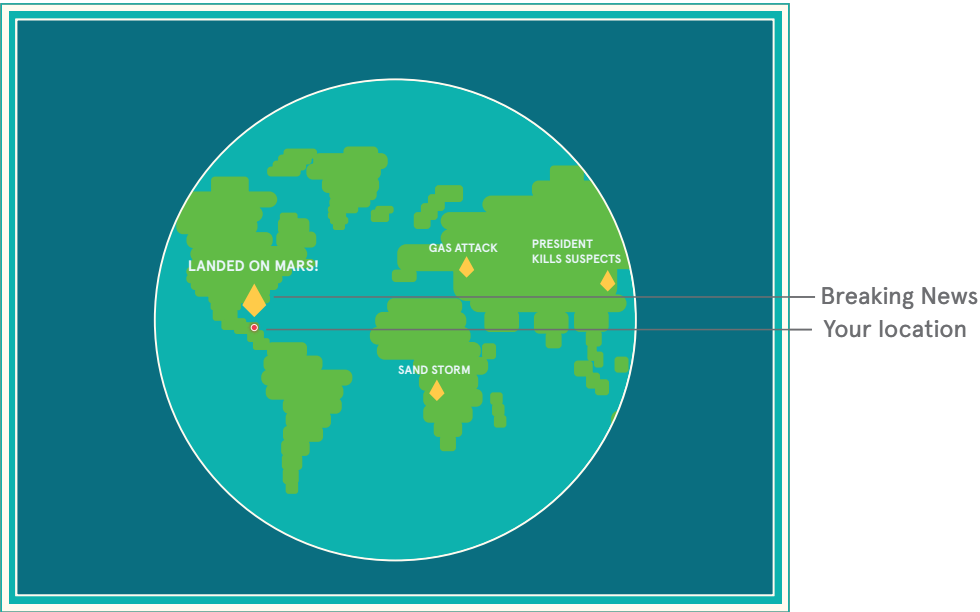 GAS ATTACK
PRESIDENT
KILLS SUSPECTS
LANDED ON MARS!
Breaking News
Your location
SAND STORM